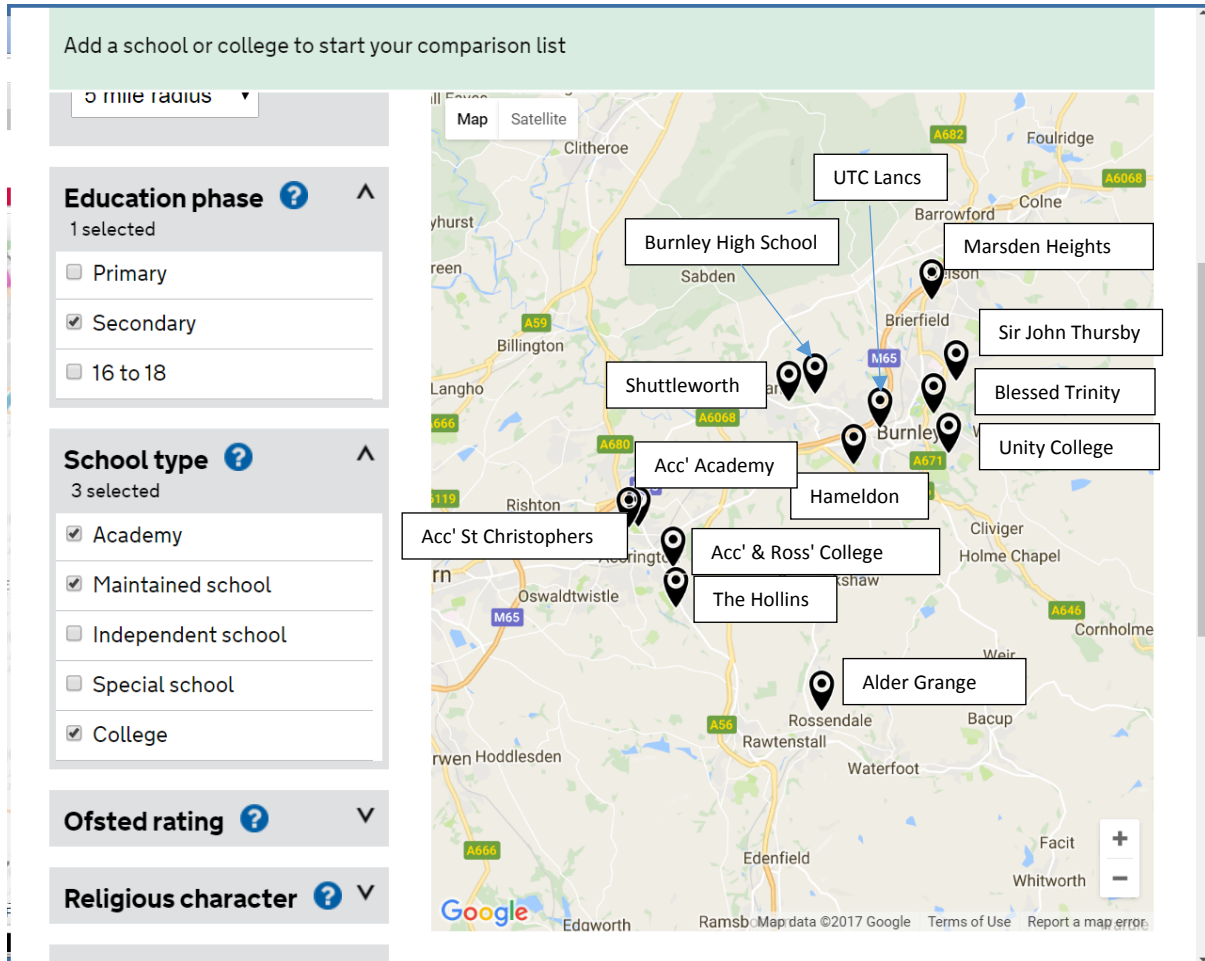 Add a school or college to start your comparison list
5 mile radius
Education phase ?
1 selected
Primary
Secondary
16 to 18
School type ?
3 selected
Academy
Maintained school
Independent school
Special school
College
Ofsted rating ?
Religious character ?
Map Satellite
Clitheroe
A682
Foulridge
UTC Lancs
A6068
Colne
Barrowford
yhurst
Burnley High School
Marsden Heights
Sabden
A59
Brierfield
Billington
Sir John Thursby
M65
Langho
Shuttleworth
Blessed Trinity
A6068
Burnley
Unity College
A680
A671
Acc' Academy
Hameldon
Rishton
Acc' St Christophers
Cliviger
Acc' & Ross' College
Holme Chapel
Oswaldtwistle
The Hollins
A646
M65
Cornholme
Weir
Alder Grange
Rossendale
Bacup
A56
Rawtenstall
rwen Hoddlesden
Waterfoot
A666
Facit
Edenfield
Whitworth
Google
Edgworth
Ramsbo
Map data ©2017 Google Terms of Use Report a map error